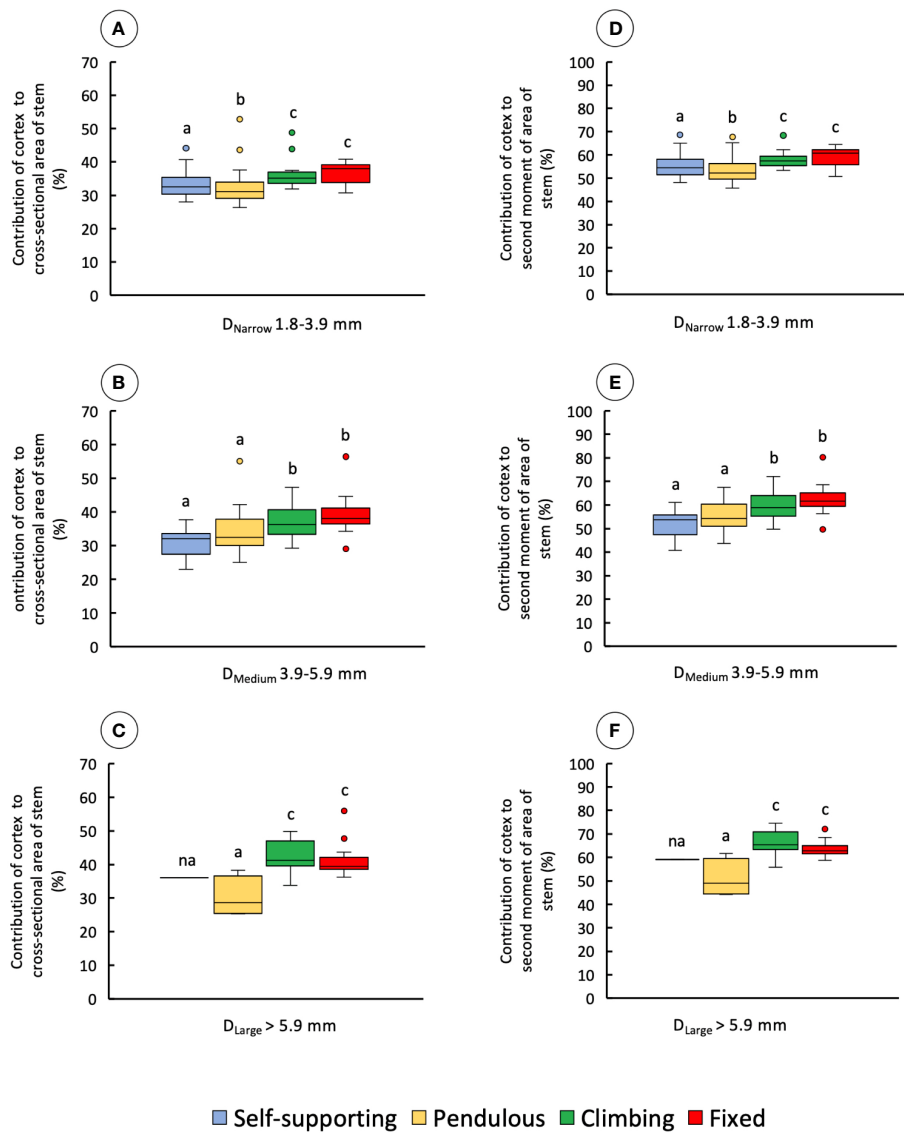 A
Contribution of cortex to
cross-sectional area of stem
(%)
70
60
50
40
30
20
10
0
a
b
c
c
D Narrow 1.8-3.9 mm
D
Contribution of cotex to
second moment of area of
stem (%)
100
90
80
70
60
50
40
30
20
10
0
a
b
c
c
D Narrow 1.8-3.9 mm
B
ontribution of cortex to
cross-sectional area of stem
(%)
70
60
50
40
30
20
10
0
a
a
b
b
D Medium 3.9-5.9 mm
E
Contribution of cotex to
second moment of area of
stem (%)
100
90
80
70
60
50
40
30
20
10
0
a
a
b
b
D Medium 3.9-5.9 mm
C
Contribution of cortex to
cross-sectional area of stem
(%)
70
60
50
40
30
20
10
0
na
a
c
c
D Large > 5.9 mm
F
Contribution of cotex to
second moment of area of
stem (%)
100
90
80
70
60
50
40
30
20
10
0
na
a
c
c
D Large > 5.9 mm
Self-supporting Pendulous Climbing Fixed